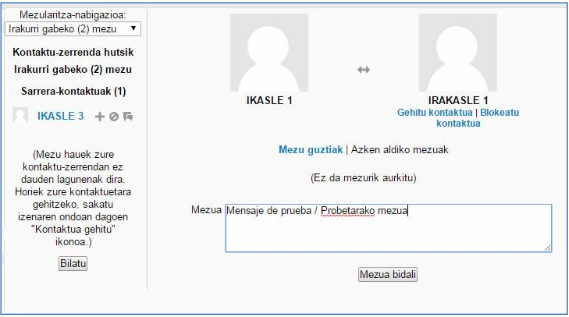 Mezularitza-nabigazioa:
Irakurri gabeko (2) mezu
Kontaktu-zerrenda hutsik
Irakurri gabeko (2) mezu
Sarrera-kontaktuak (1)
IKASLE 3
(Mezu hauek zure
kontaktu-zerrendan ez
dauden lagunenak dira.
Horiek zure kontaktuetara
gehitzeko, sakatu
izenaren ondoan dagoen
"Kontaktua gehitu"
ikonoa.)
Bilatu
IKASLE 1
IRAKASLE 1
Gehitu kontaktua | Blokeatu
kontaktua
Mezu guztiak | Azken aldiko mezuak
(Ez da mezurik aurkitu)
Mezua
Mensaje de prueba / Probetarako mezua
Mezua bidali